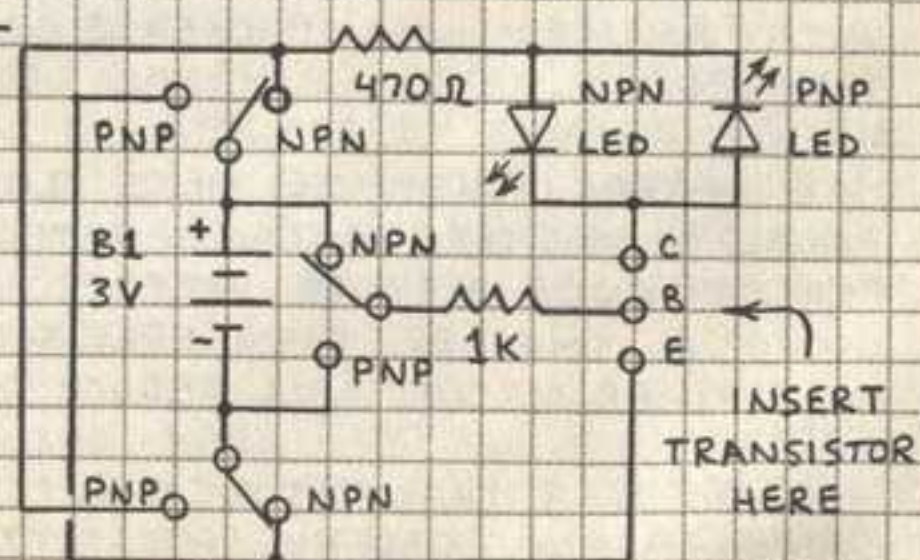 470Ω
NPN LED
PNP LED
PNP
NPN
+
B1
3V
-
NPN
PNP
1K
C
B
E
INSERT
TRANSISTOR
HERE
PNP
NPN